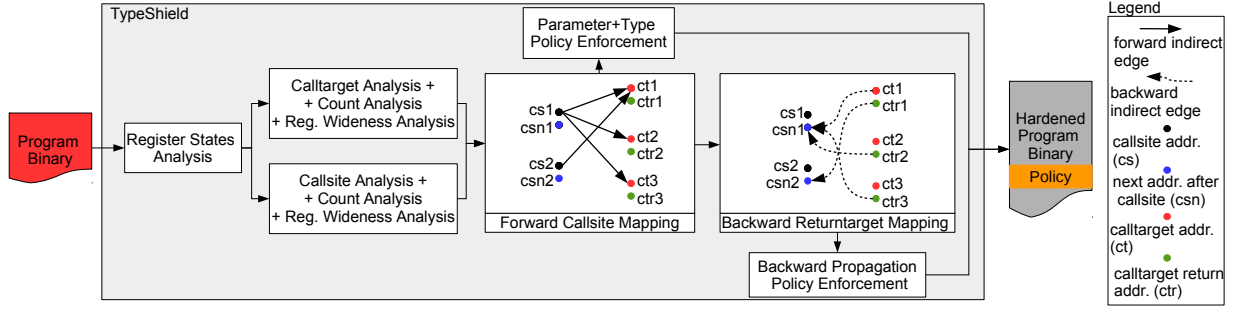 TypeShield
Program
Binary
Register States
Analysis
Calltarget Analysis +
+ Count Analysis
+ Reg. Wideness Analysis
Callsite Analysis +
+ Count Analysis
+ Reg. Wideness Analysis
Parameter+Type
Policy Enforcement
cs1
csn1
cs2
csn2
ct1
ctr1
ct2
ctr2
ct3
ctr3
Forward Callsite Mapping
cs1
csn1
cs2
csn2
ct1
ctr1
ct2
ctr2
ct3
ctr3
Backward Returntarget Mapping
Backward Propagation
Policy Enforcement
Hardened
Program
Binary
Policy
Legend
forward indirect
edge
backward
indirect edge
callsite addr.
(cs)
next addr. after
callsite (csn)
calltarget addr.
(ct)
calltarget return
addr. (ctr)